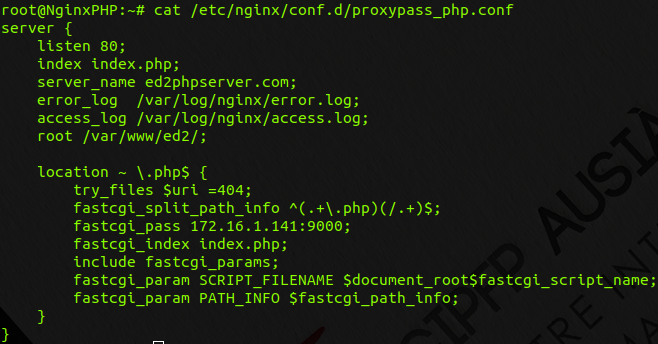 root@NginxPHP:~# cat /etc/nginx/conf.d/proxypass_php.conf
server {
    listen 80;
    index index.php;
    server_name ed2phpserver.com;
    error_log  /var/log/nginx/error.log;
    access_log /var/log/nginx/access.log;
    root /var/www/ed2/;

    location ~ \.php$ {
        try_files $uri =404;
        fastcgi_split_path_info ^(.+\.php)(/.+)$;
        fastcgi_pass 172.16.1.141:9000;
        fastcgi_index index.php;
        include fastcgi_params;
        fastcgi_param SCRIPT_FILENAME $document_root$fastcgi_script_name;
        fastcgi_param PATH_INFO $fastcgi_path_info;
    }
}
CIPFP AUSIÀ